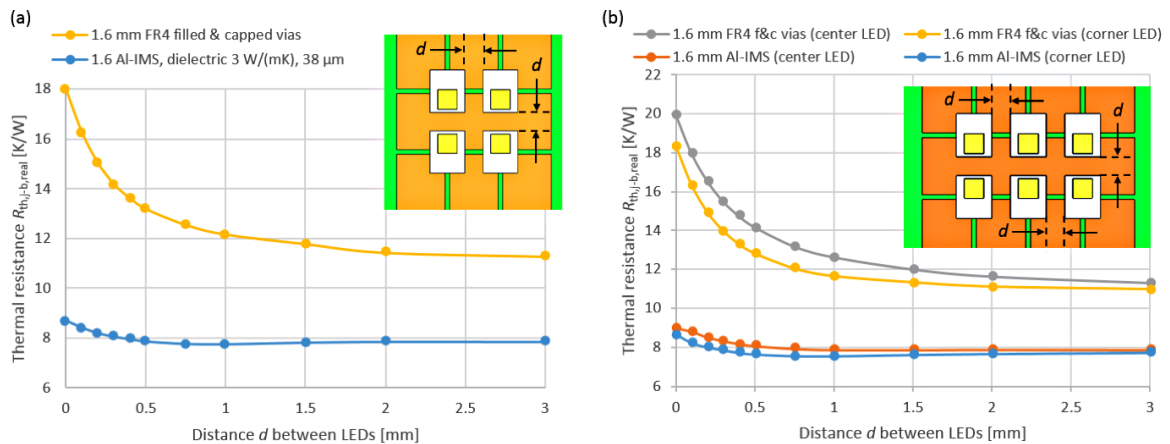 (a)
1.6 mm FR4 filled & capped vias
1.6 Al-IMS, dielectric 3 W/(mK), 38 µm
Thermal resistance Rth,j-b,real [K/W]
18
16
14
12
10
8
6
0
0.5
1
1.5
2
2.5
3
Distance d between LEDs [mm]
d
d
(b)
1.6 mm FR4 f&c vias (center LED)
1.6 mm FR4 f&c vias (corner LED)
1.6 mm Al-IMS (center LED)
1.6 mm Al-IMS (corner LED)
Thermal resistance Rth,j-b,real [K/W]
22
20
18
16
14
12
10
8
6
0
0.5
1
1.5
2
2.5
3
Distance d between LEDs [mm]
d
d
d